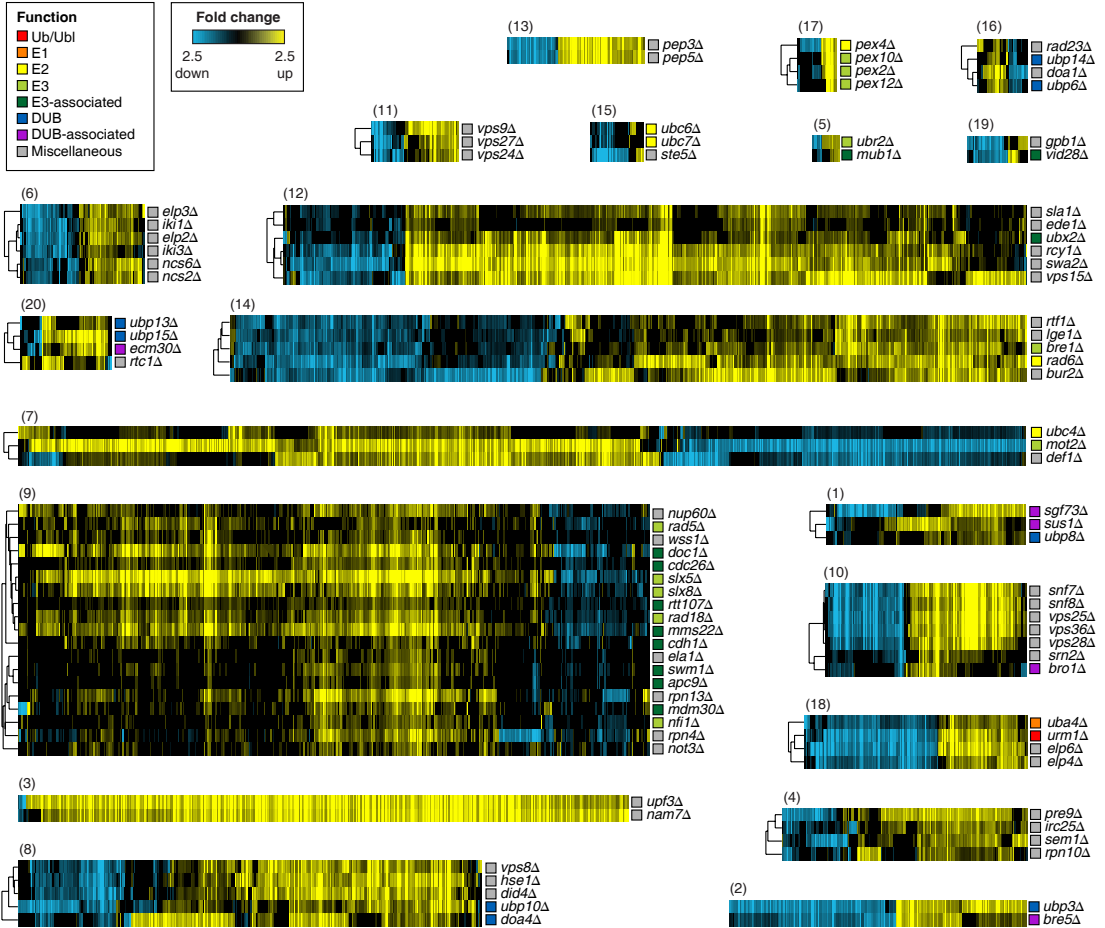 Function
Ub/Ubl
E1
E2
E3
E3-associated
DUB
DUB-associated
Miscellaneous
Fold change
2.5 2.5
down up
(13)
pep3Δ
pep5Δ
(17)
pex4Δ
pex10Δ
pex2Δ
pex12Δ
(16)
rad23Δ
ubp14Δ
doa1Δ
ubp6Δ
(11)
vps9Δ
vps27Δ
vps24Δ
(15)
ubc6Δ
ubc7Δ
ste5Δ
(5)
ubr2Δ
mub1Δ
(19)
gpb1Δ
vid28Δ
(6)
elp3Δ
iki1Δ
elp2Δ
iki3Δ
ncs6Δ
ncs2Δ
(12)
sla1Δ
ede1Δ
ubx2Δ
rcy1Δ
swa2Δ
vps15Δ
(20)
ubp13Δ
ubp15Δ
ecm30Δ
rtc1Δ
(14)
rtf1Δ
lge1Δ
bre1Δ
rad6Δ
bur2Δ
(7)
ubc4Δ
mot2Δ
def1Δ
(9)
nup60Δ
rad5Δ
wss1Δ
doc1Δ
cdc26Δ
slx5Δ
slx8Δ
rtt107Δ
rad18Δ
mms22Δ
cdh1Δ
ela1Δ
swm1Δ
apc9Δ
rpn13Δ
mdm30Δ
nfi1Δ
rpn4Δ
not3Δ
(1)
sgf73Δ
sus1Δ
ubp8Δ
(10)
snf7Δ
snf8Δ
vps25Δ
vps36Δ
vps28Δ
srn2Δ
bro1Δ
(18)
uba4Δ
urm1Δ
elp6Δ
elp4Δ
(3)
upf3Δ
nam7Δ
(4)
pre9Δ
irc25Δ
sem1Δ
rpn10Δ
(8)
vps8Δ
hse1Δ
did4Δ
ubp10Δ
doa4Δ
(2)
ubp3Δ
bre5Δ